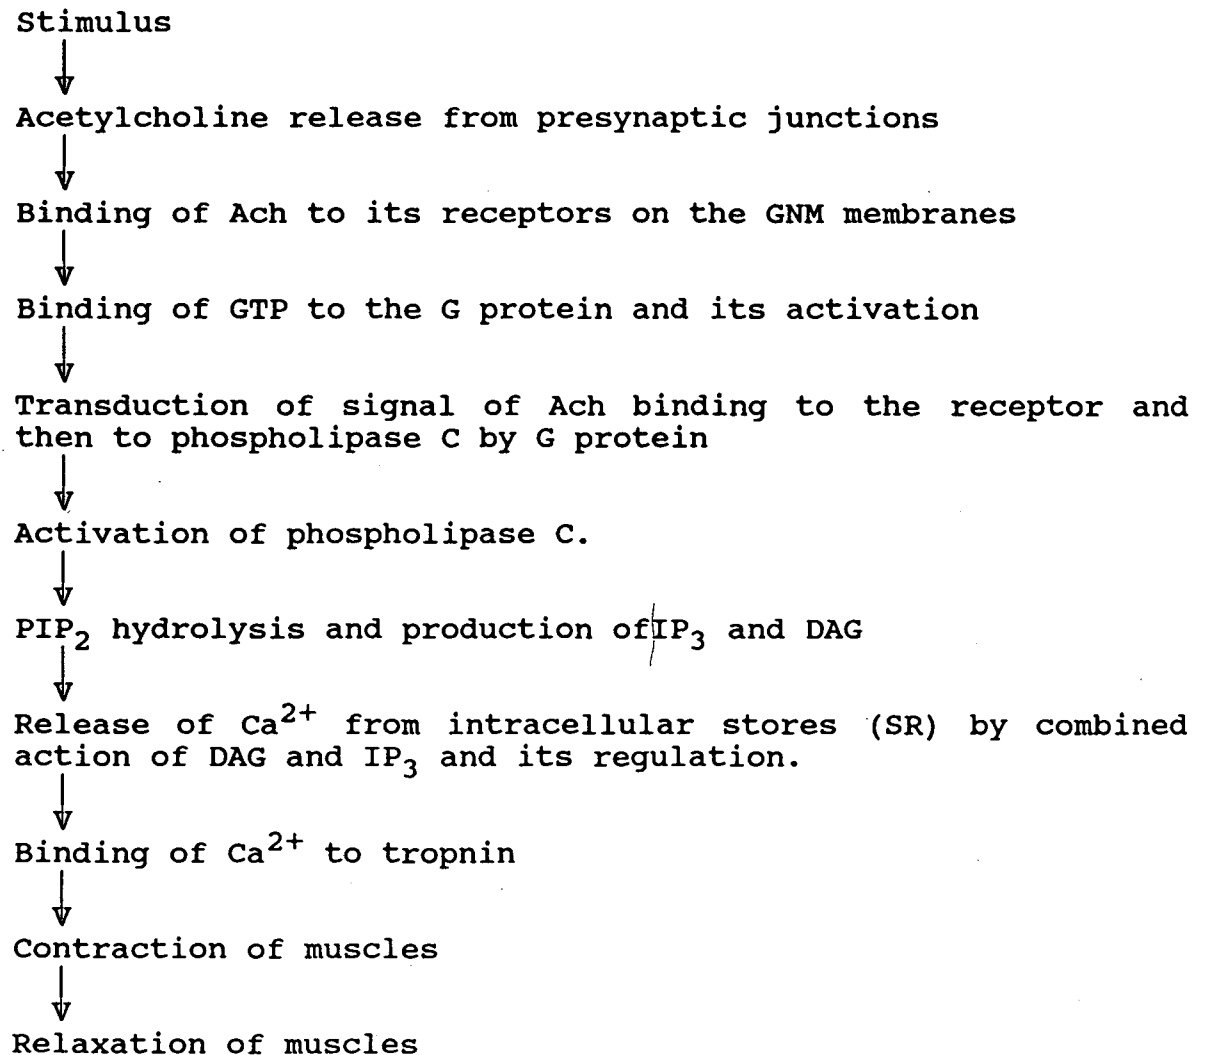 Stimulus
Acetylcholine release from presynaptic junctions
Binding of Ach to its receptors on the GNM membranes
Binding of GTP to the G protein and its activation
Transduction of signal of Ach binding to the receptor and
then to phospholipase C by G protein
Activation of phospholipase C.
PIP₂ hydrolysis and production of IP₃ and DAG
Release of Ca²⁺ from intracellular stores (SR) by combined
action of DAG and IP₃ and its regulation.
Binding of Ca²⁺ to tropnin
Contraction of muscles
Relaxation of muscles